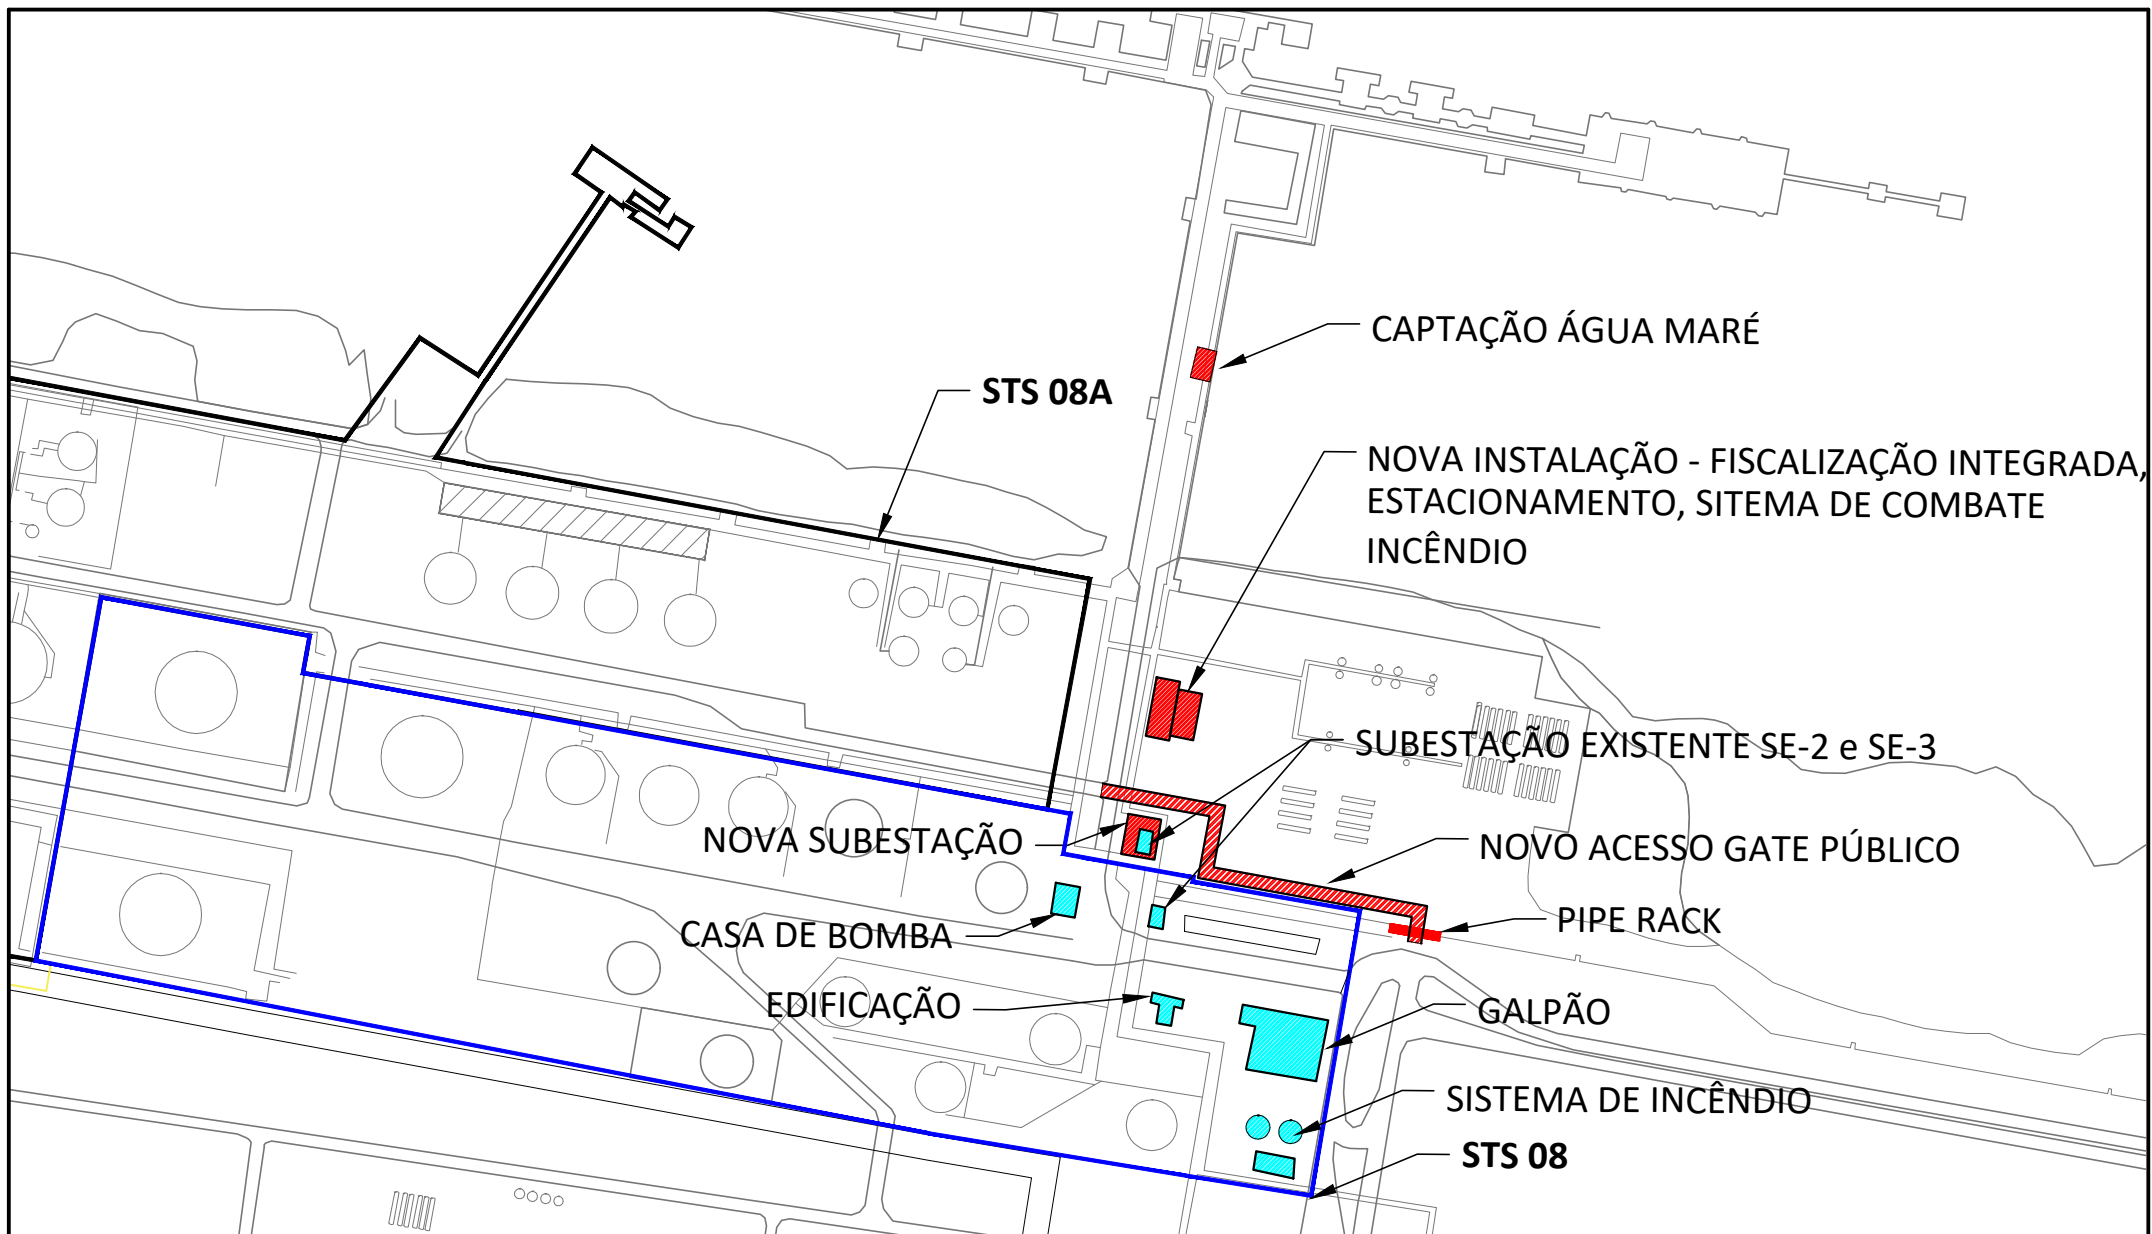 CAPTAÇÃO ÁGUA MARÉ
STS 08A
NOVA INSTALAÇÃO - FISCALIZAÇÃO INTEGRADA,
ESTACIONAMENTO, SITEMA DE COMBATE
INCÊNDIO
SUBESTAÇÃO EXISTENTE SE-2 e SE-3
NOVA SUBESTAÇÃO
NOVO ACESSO GATE PÚBLICO
CASA DE BOMBA
PIPE RACK
EDIFICAÇÃO
GALPÃO
SISTEMA DE INCÊNDIO
STS 08